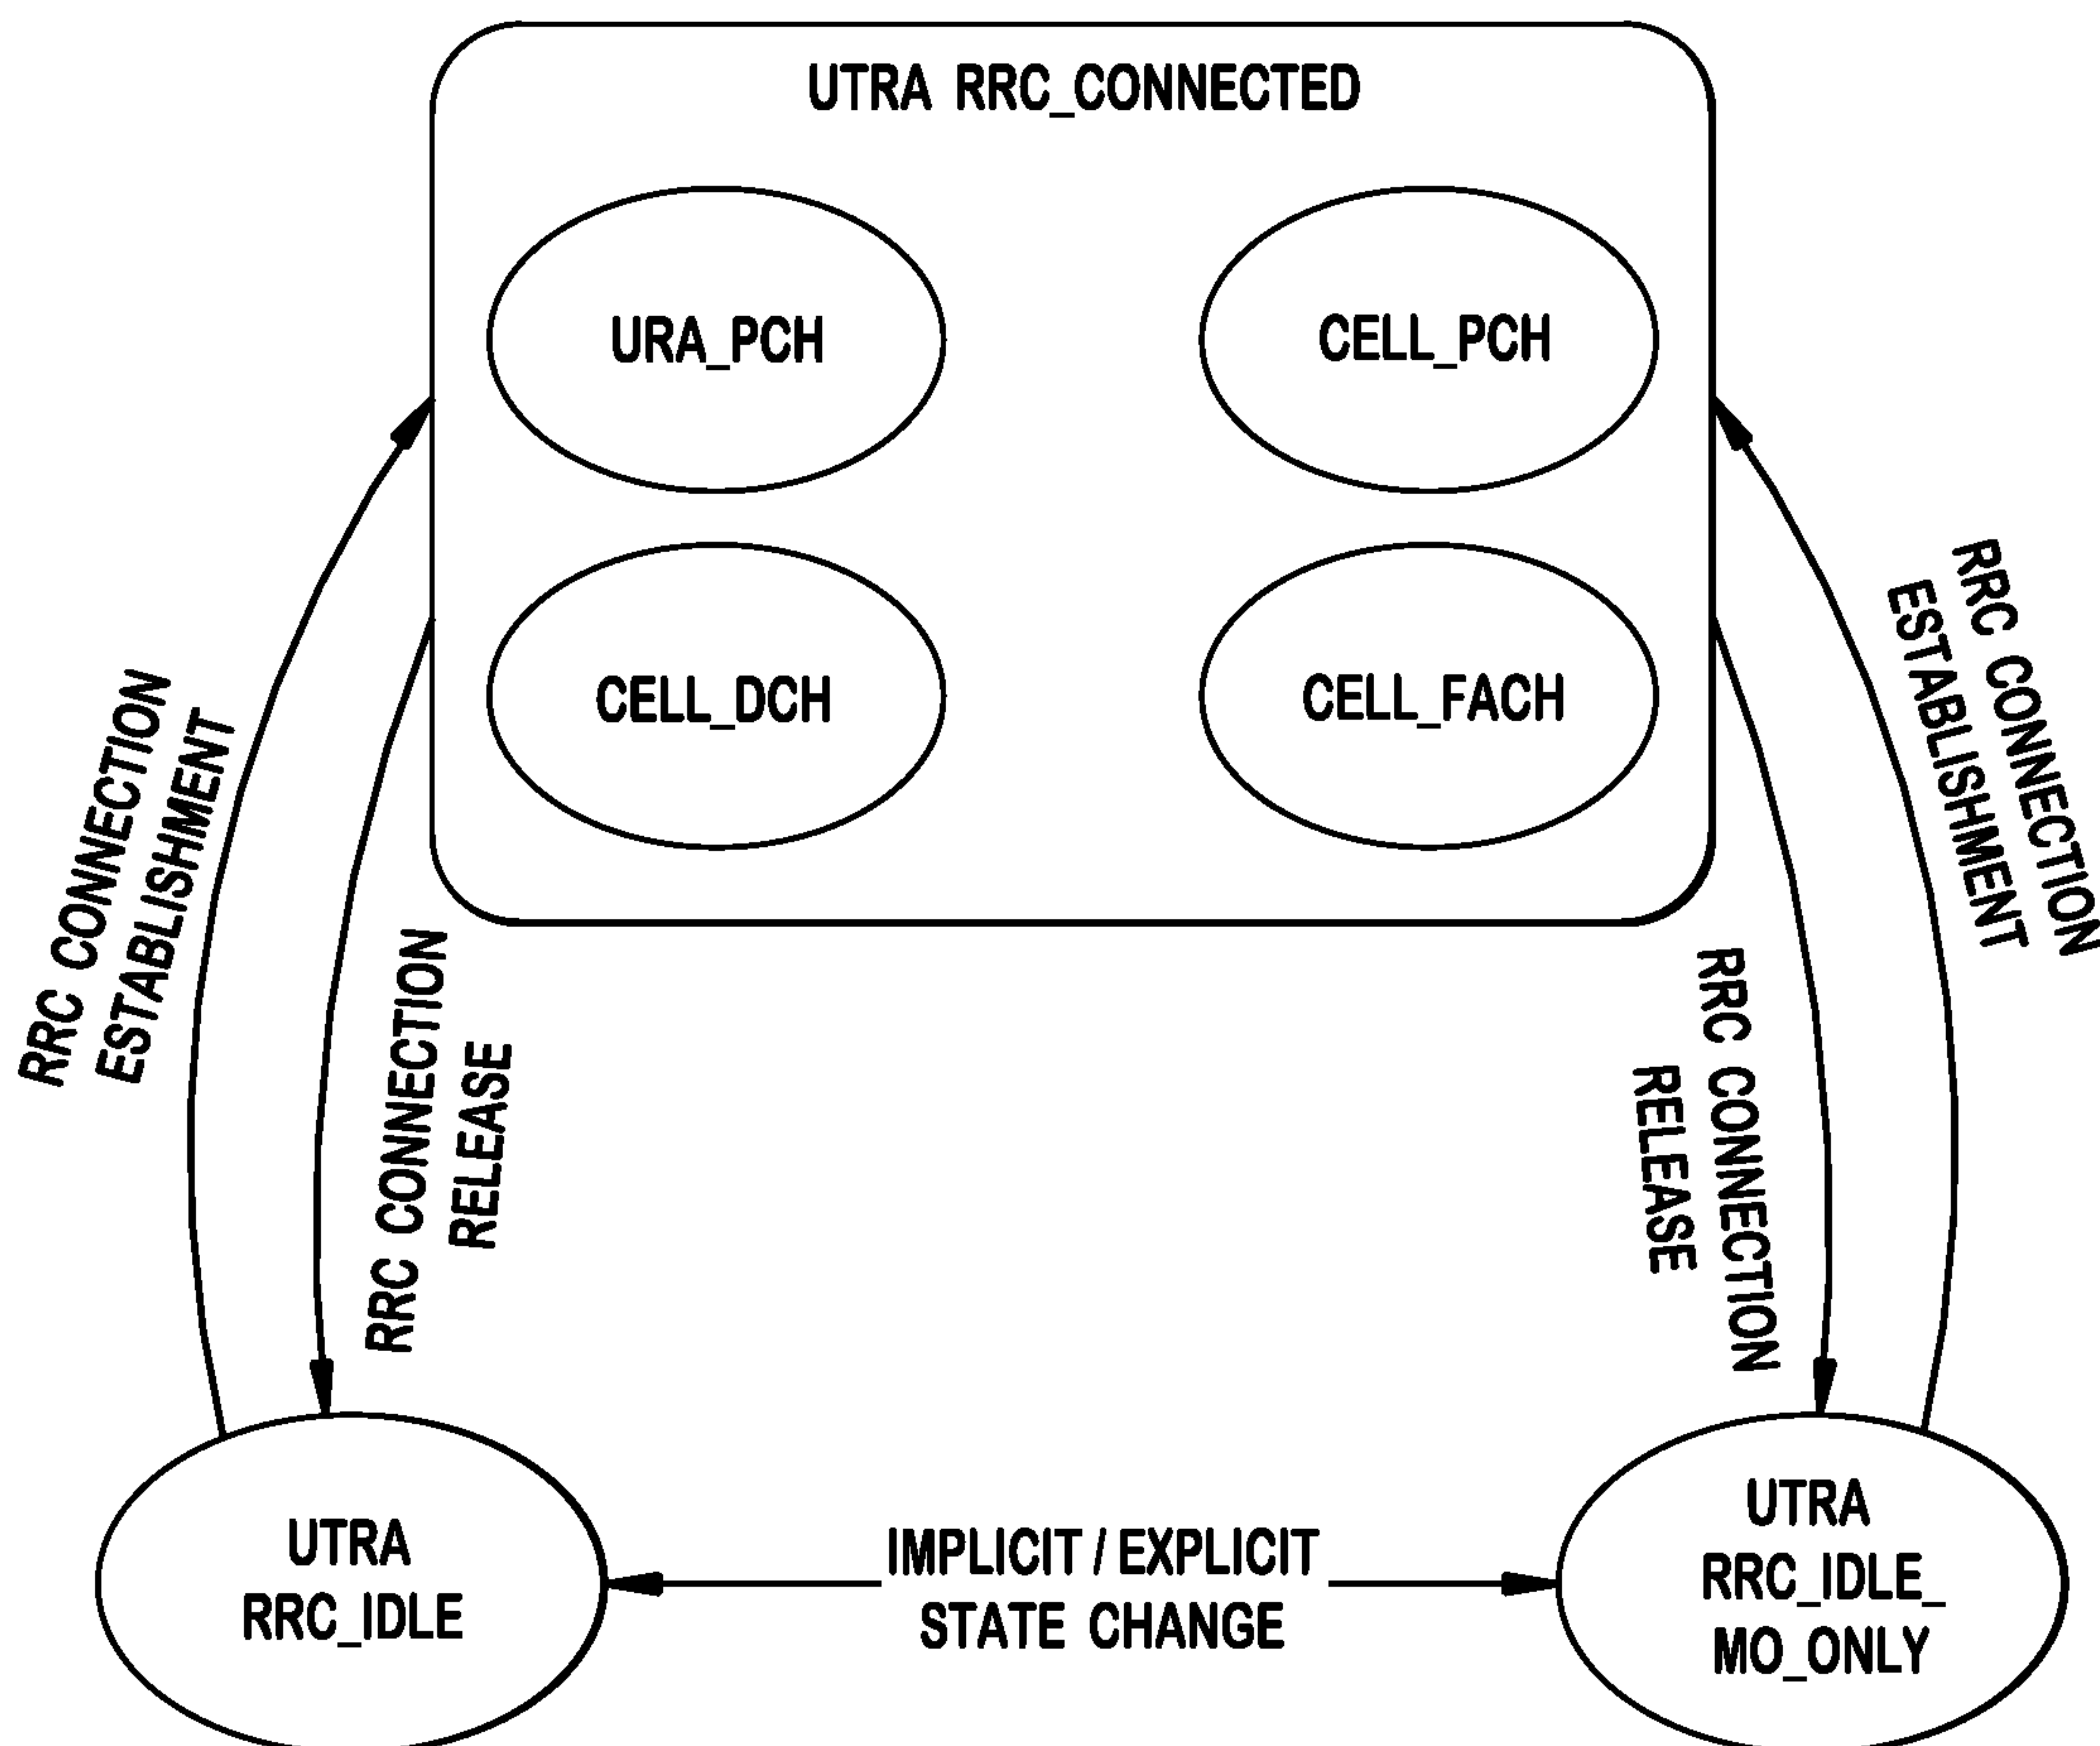 UTRA RRC_CONNECTED
URA_PCH
CELL_PCH
CELL_DCH
CELL_FACH
RRC CONNECTION
ESTABLISHMENT
RRC CONNECTION
RELEASE
RRC CONNECTION
RELEASE
RRC CONNECTION
ESTABLISHMENT
UTRA
RRC_IDLE
IMPLICIT / EXPLICIT
STATE CHANGE
UTRA
RRC_IDLE_
MO_ONLY